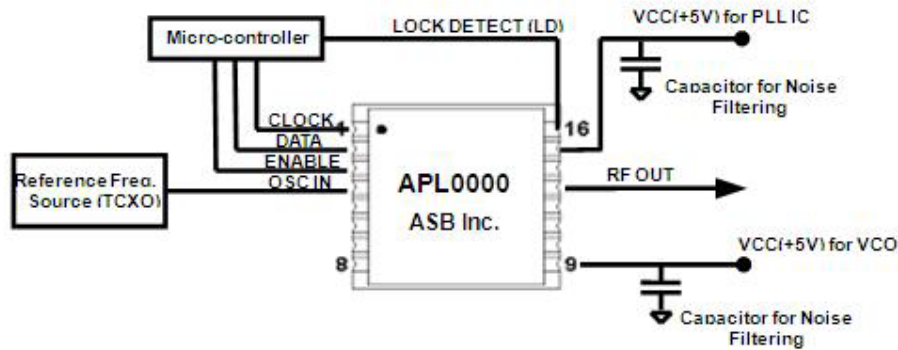 VCC(+5V) for PLL IC
LOCK DETECT (LD)
Micro-controller
Capacitor for Noise
Filtering
CLOCK
1
16
DATA
ENABLE
OSC IN
Reference Freq.
Source (TCXO)
APL0000
ASB Inc.
RF OUT
8
9
VCC(+5V) for VCO
Capacitor for Noise
Filtering